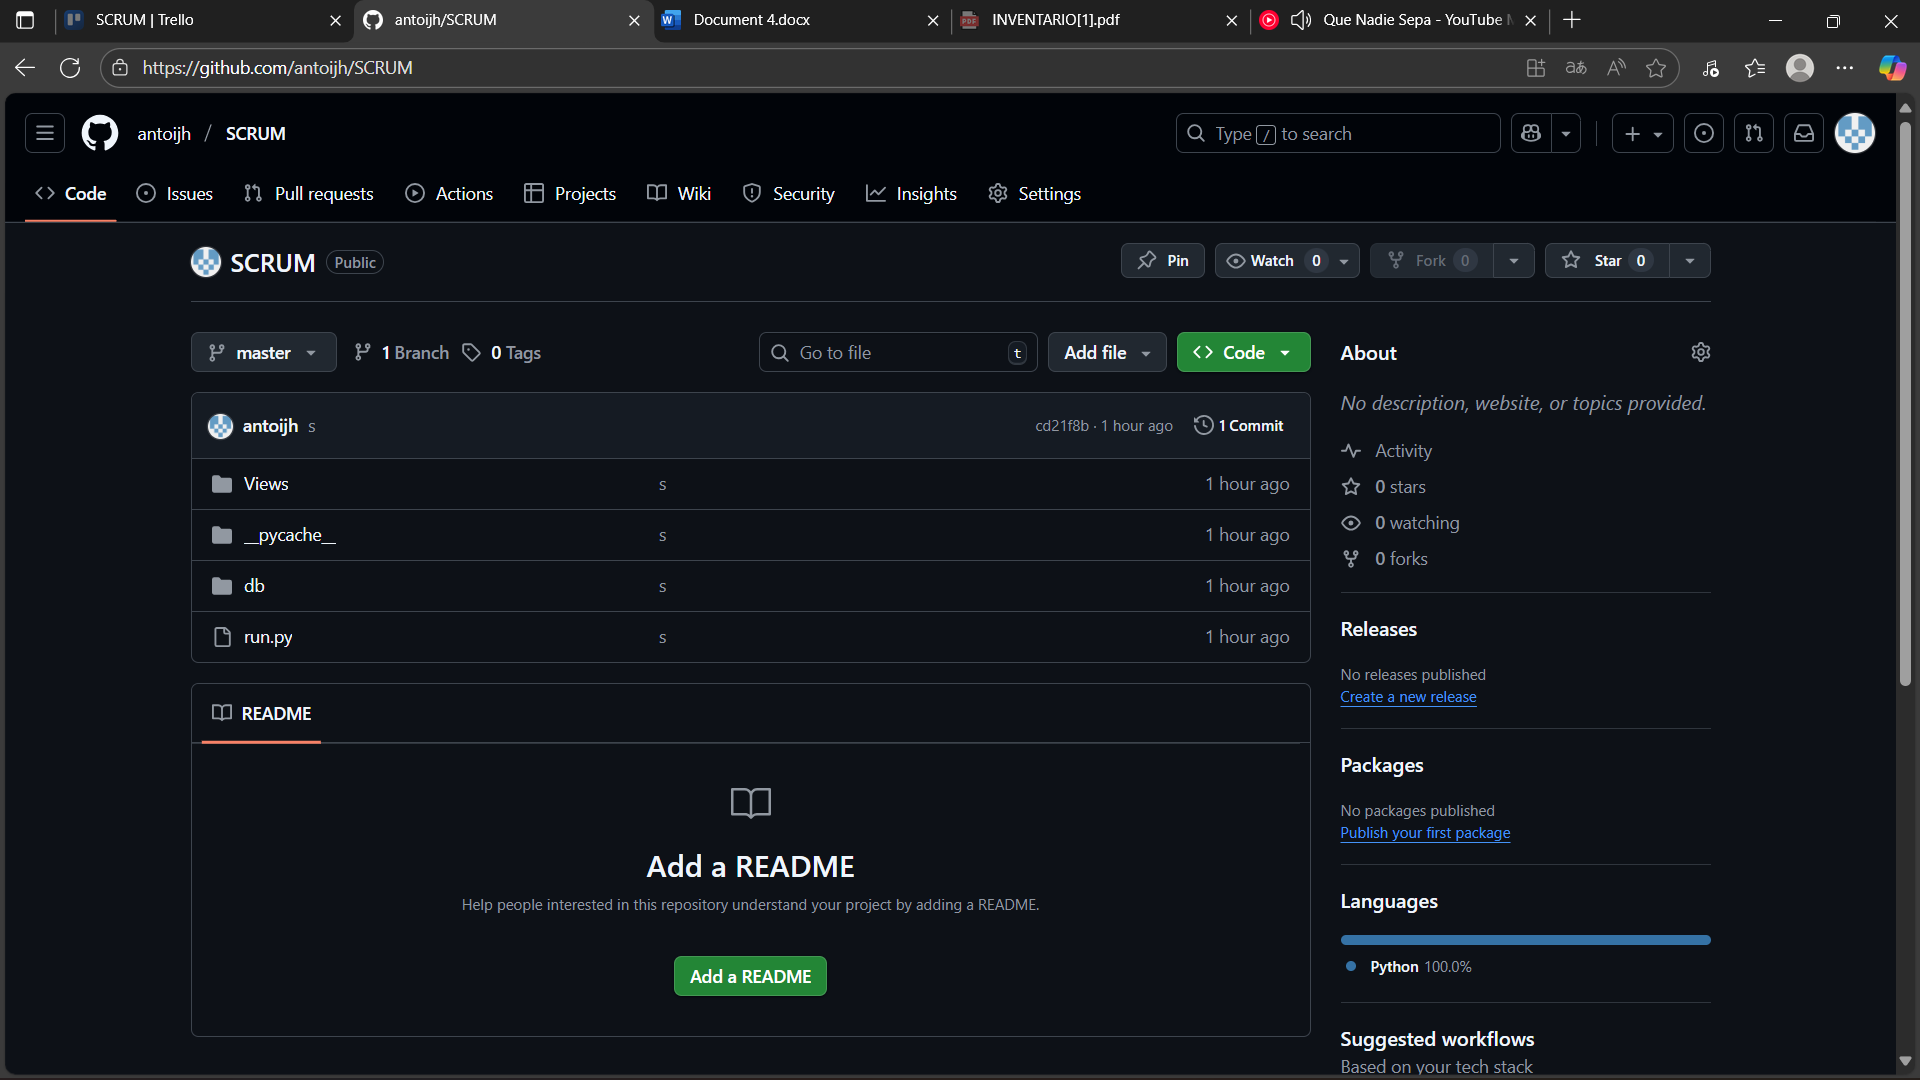 SCRUM | Trello
antoijh/SCRUM
Document 4.docx
INVENTARIO[1].pdf
Que Nadie Sepa - YouTube M
https://github.com/antoijh/SCRUM
antoijh / SCRUM
Type / to search
Code
Issues
Pull requests
Actions
Projects
Wiki
Security
Insights
Settings
SCRUM Public
Pin
Watch 0
Fork 0
Star 0
master
1 Branch
0 Tags
Go to file t
Add file
Code
antoijh s
cd21f8b · 1 hour ago
1 Commit
Views s 1 hour ago
__pycache__ s 1 hour ago
db s 1 hour ago
run.py s 1 hour ago
README
Add a README
Help people interested in this repository understand your project by adding a README.
Add a README
About
No description, website, or topics provided.
Activity
0 stars
0 watching
0 forks
Releases
No releases published
Create a new release
Packages
No packages published
Publish your first package
Languages
Python 100.0%
Suggested workflows
Based on your tech stack